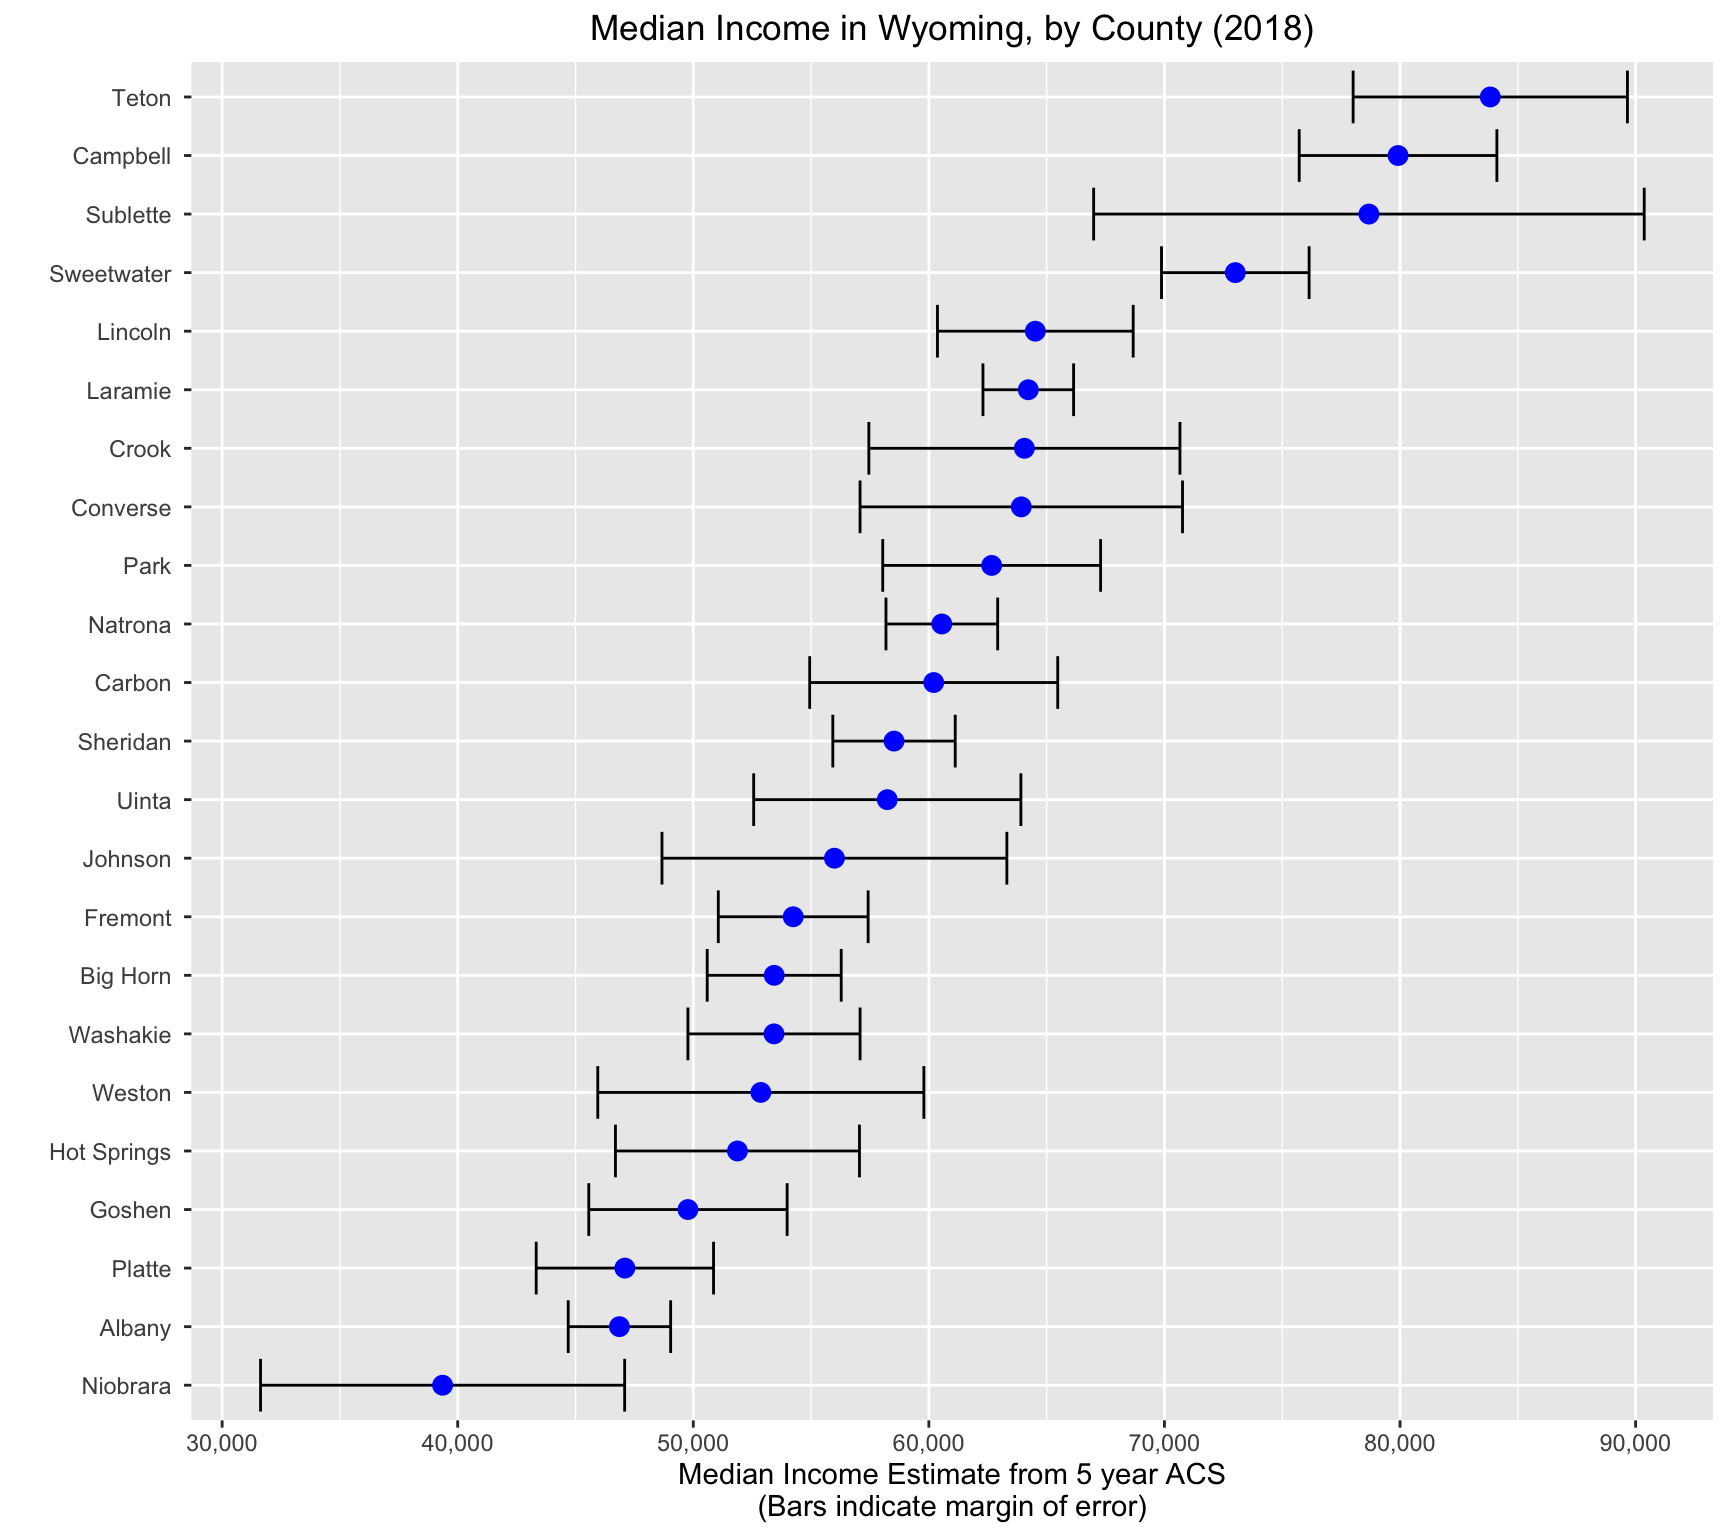 Median Income in Wyoming, by County (2018)
Teton
Campbell
Sublette
Sweetwater
Lincoln
Laramie
Crook
Converse
Park
Natrona
Carbon
Sheridan
Uinta
Johnson
Fremont
Big Horn
Washakie
Weston
Hot Springs
Goshen
Platte
Albany
Niobrara
30,000 40,000 50,000 60,000 70,000 80,000 90,000
Median Income Estimate from 5 year ACS
(Bars indicate margin of error)